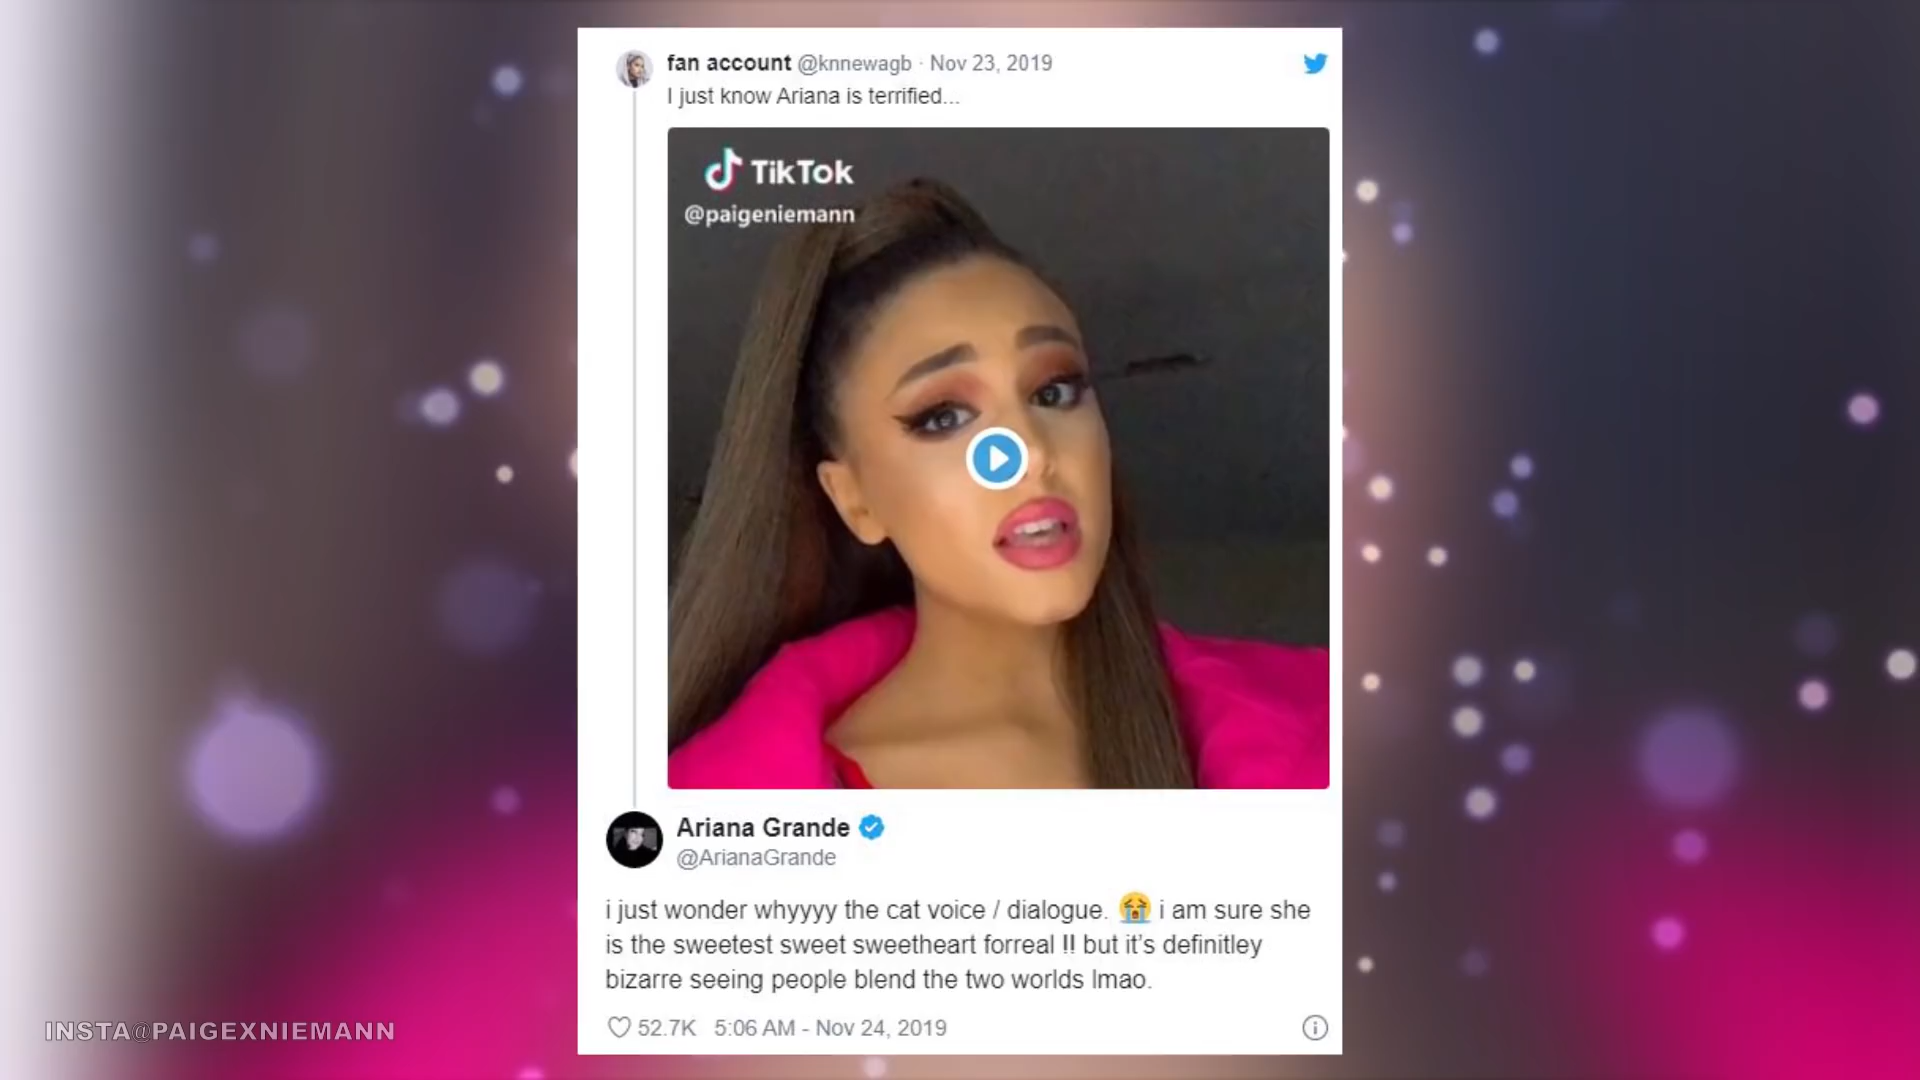 fan account @knnewagb · Nov 23, 2019
I just know Ariana is terrified...
TikTok
@paigeniemann
Ariana Grande
@ArianaGrande
i just wonder whyyyy the cat voice / dialogue. 😭 i am sure she
is the sweetest sweet sweetheart forreal !! but it's definitley
bizarre seeing people blend the two worlds lmao.
52.7K 5:06 AM - Nov 24, 2019
INSTA@PAIGEXNIEMANN